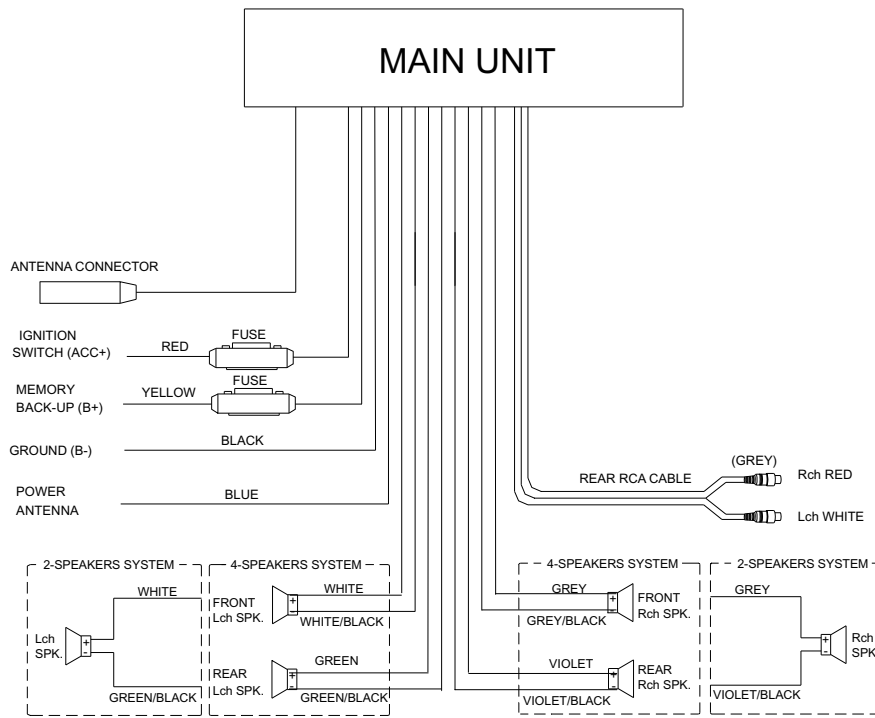 MAIN UNIT
ANTENNA CONNECTOR
IGNITION
SWITCH (ACC+)
RED
FUSE
MEMORY
BACK-UP (B+)
YELLOW
FUSE
GROUND (B-)
BLACK
POWER
ANTENNA
BLUE
REAR RCA CABLE
(GREY)
Rch RED
Lch WHITE
2-SPEAKERS SYSTEM
WHITE
Lch
SPK.
+
-
GREEN/BLACK
4-SPEAKERS SYSTEM
FRONT
Lch SPK.
+
-
WHITE
WHITE/BLACK
REAR
Lch SPK.
+
-
GREEN
GREEN/BLACK
4-SPEAKERS SYSTEM
GREY
GREY/BLACK
+
-
FRONT
Rch SPK.
VIOLET
VIOLET/BLACK
+
-
REAR
Rch SPK.
2-SPEAKERS SYSTEM
GREY
+
-
Rch
SPK
VIOLET/BLACK